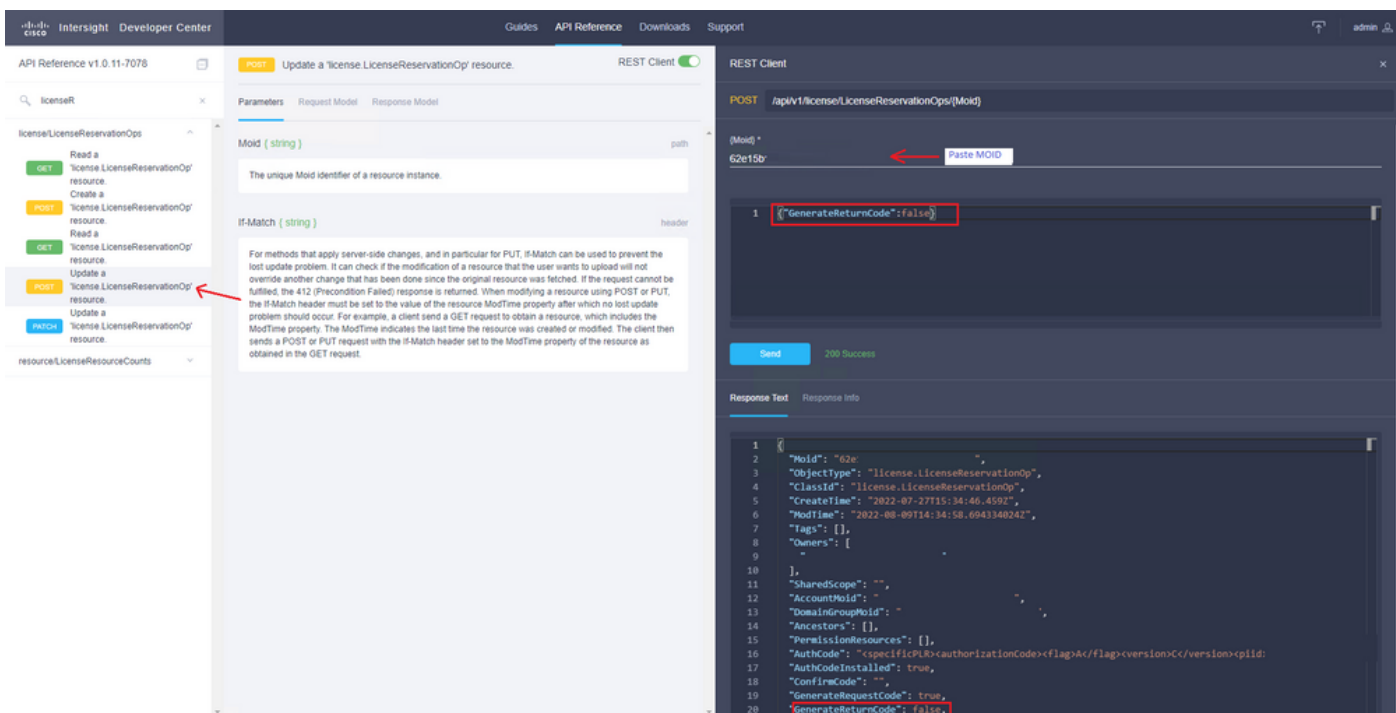 cisco Intersight Developer Center
Guides API Reference Downloads Support
admin
API Reference v1.0.11-7078
licenseR
license/LicenseReservationOps
GET Read a
'license.LicenseReservationOp'
resource.
POST Create a
'license.LicenseReservationOp'
resource.
GET Read a
'license.LicenseReservationOp'
resource.
POST Update a
'license.LicenseReservationOp'
resource.
PATCH Update a
'license.LicenseReservationOp'
resource.
resource/LicenseResourceCounts
POST Update a 'license.LicenseReservationOp' resource. REST Client
Parameters Request Model Response Model
Moid { string } path
The unique Moid identifier of a resource instance.
If-Match { string } header
For methods that apply server-side changes, and in particular for PUT, If-Match can be used to prevent the
lost update problem. It can check if the modification of a resource that the user wants to upload will not
override another change that has been done since the original resource was fetched. If the request cannot be
fulfilled, the 412 (Precondition Failed) response is returned. When modifying a resource using POST or PUT,
the If-Match header must be set to the value of the resource ModTime property after which no lost update
problem should occur. For example, a client send a GET request to obtain a resource, which includes the
ModTime property. The ModTime indicates the last time the resource was created or modified. The client then
sends a POST or PUT request with the If-Match header set to the ModTime property of the resource as
obtained in the GET request.
REST Client
POST /api/v1/license/LicenseReservationOps/{Moid}
{Moid} *
62e15b
Paste MOID
1 {"GenerateReturnCode":false}
Send 200 Success
Response Text Response Info
1 {
2 "Moid": "62e ",
3 "ObjectType": "license.LicenseReservationOp",
4 "ClassId": "license.LicenseReservationOp",
5 "CreateTime": "2022-07-27T15:34:46.459Z",
6 "ModTime": "2022-08-09T14:34:58.694334024Z",
7 "Tags": [],
8 "Owners": [
9 " "
10 ],
11 "SharedScope": "",
12 "AccountMoid": " ",
13 "DomainGroupMoid": " ",
14 "Ancestors": [],
15 "PermissionResources": [],
16 "AuthCode": "<specificPLR><authorizationCode><flag>A</flag><version>C</version><piid:
17 "AuthCodeInstalled": true,
18 "ConfirmCode": "",
19 "GenerateRequestCode": true,
20 "GenerateReturnCode": false,